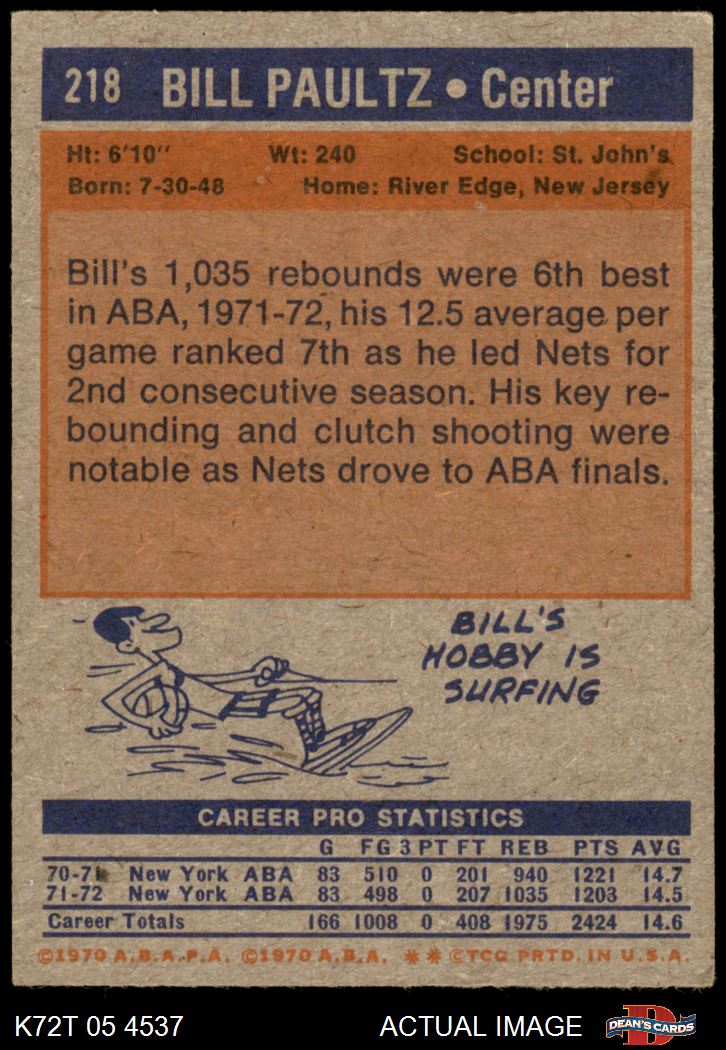 218 BILL PAULTZ • Center
Ht: 6'10" Wt: 240 School: St. John's
Born: 7-30-48 Home: River Edge, New Jersey
Bill's 1,035 rebounds were 6th best
in ABA, 1971-72, his 12.5 average per
game ranked 7th as he led Nets for
2nd consecutive season. His key re-
bounding and clutch shooting were
notable as Nets drove to ABA finals.
BILL'S
HOBBY IS
SURFING
CAREER PRO STATISTICS
G FG 3PT FT REB PTS AVG
70-71 New York ABA 83 510 0 201 940 1221 14.7
71-72 New York ABA 83 498 0 207 1035 1203 14.5
Career Totals 166 1008 0 408 1975 2424 14.6
©1970 A.B.A.P.A. ©1970 A.B.A. ** ©TCG PRTD. IN U.S.A.
K72T 05 4537 ACTUAL IMAGE DEAN'S CARDS